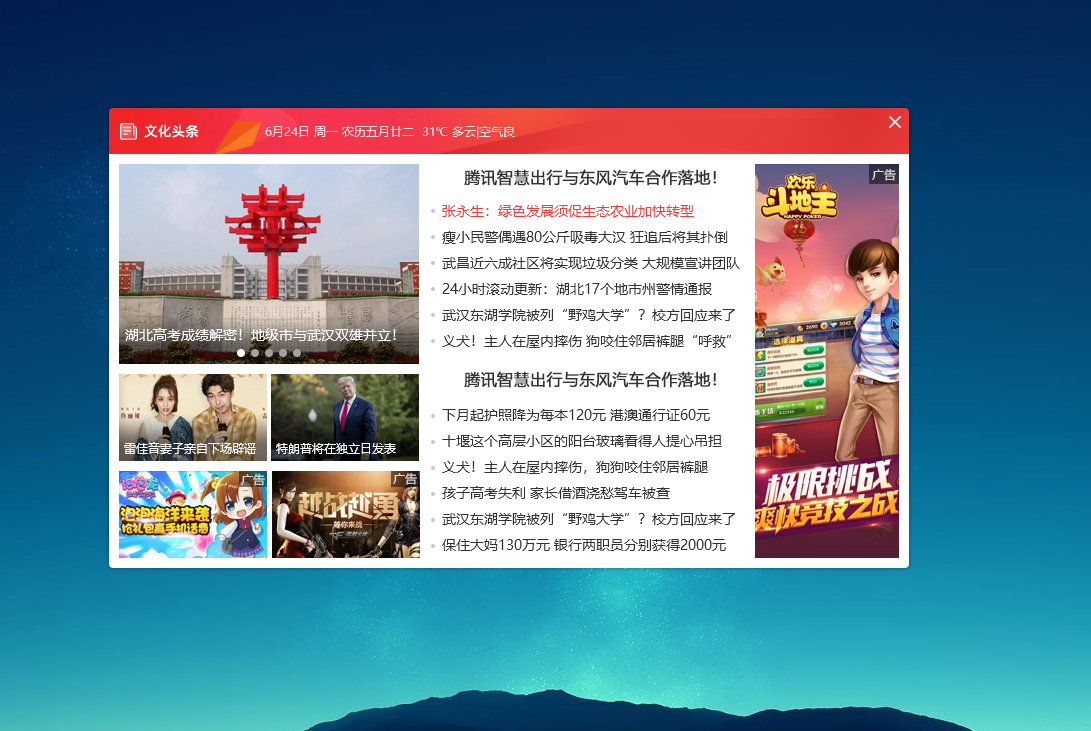 文化头条
6月24日 周一 农历五月廿二 31℃ 多云|空气良
湖北高考成绩解密！地级市与武汉双雄并立！
雷佳音妻子亲自下场辟谣
特朗普将在独立日发表
广告
泡泡海洋来袭
抢礼包赢手机话费
广告
越战越勇
等你来战
腾讯智慧出行与东风汽车合作落地！
张永生：绿色发展须促生态农业加快转型
瘦小民警偶遇80公斤吸毒大汉 狂追后将其扑倒
武昌近六成社区将实现垃圾分类 大规模宣讲团队
24小时滚动更新：湖北17个地市州警情通报
武汉东湖学院被列“野鸡大学”？校方回应来了
义犬！主人在屋内摔伤 狗咬住邻居裤腿“呼救”
腾讯智慧出行与东风汽车合作落地！
下月起护照降为每本120元 港澳通行证60元
十堰这个高层小区的阳台玻璃看得人提心吊担
义犬！主人在屋内摔伤，狗狗咬住邻居裤腿
孩子高考失利 家长借酒浇愁驾车被查
武汉东湖学院被列“野鸡大学”？校方回应来了
保住大妈130万元 银行两职员分别获得2000元
广告
欢乐
斗地主
HAPPY POKER
2690
3042
选择道具
极限挑战
爽快竞技之战